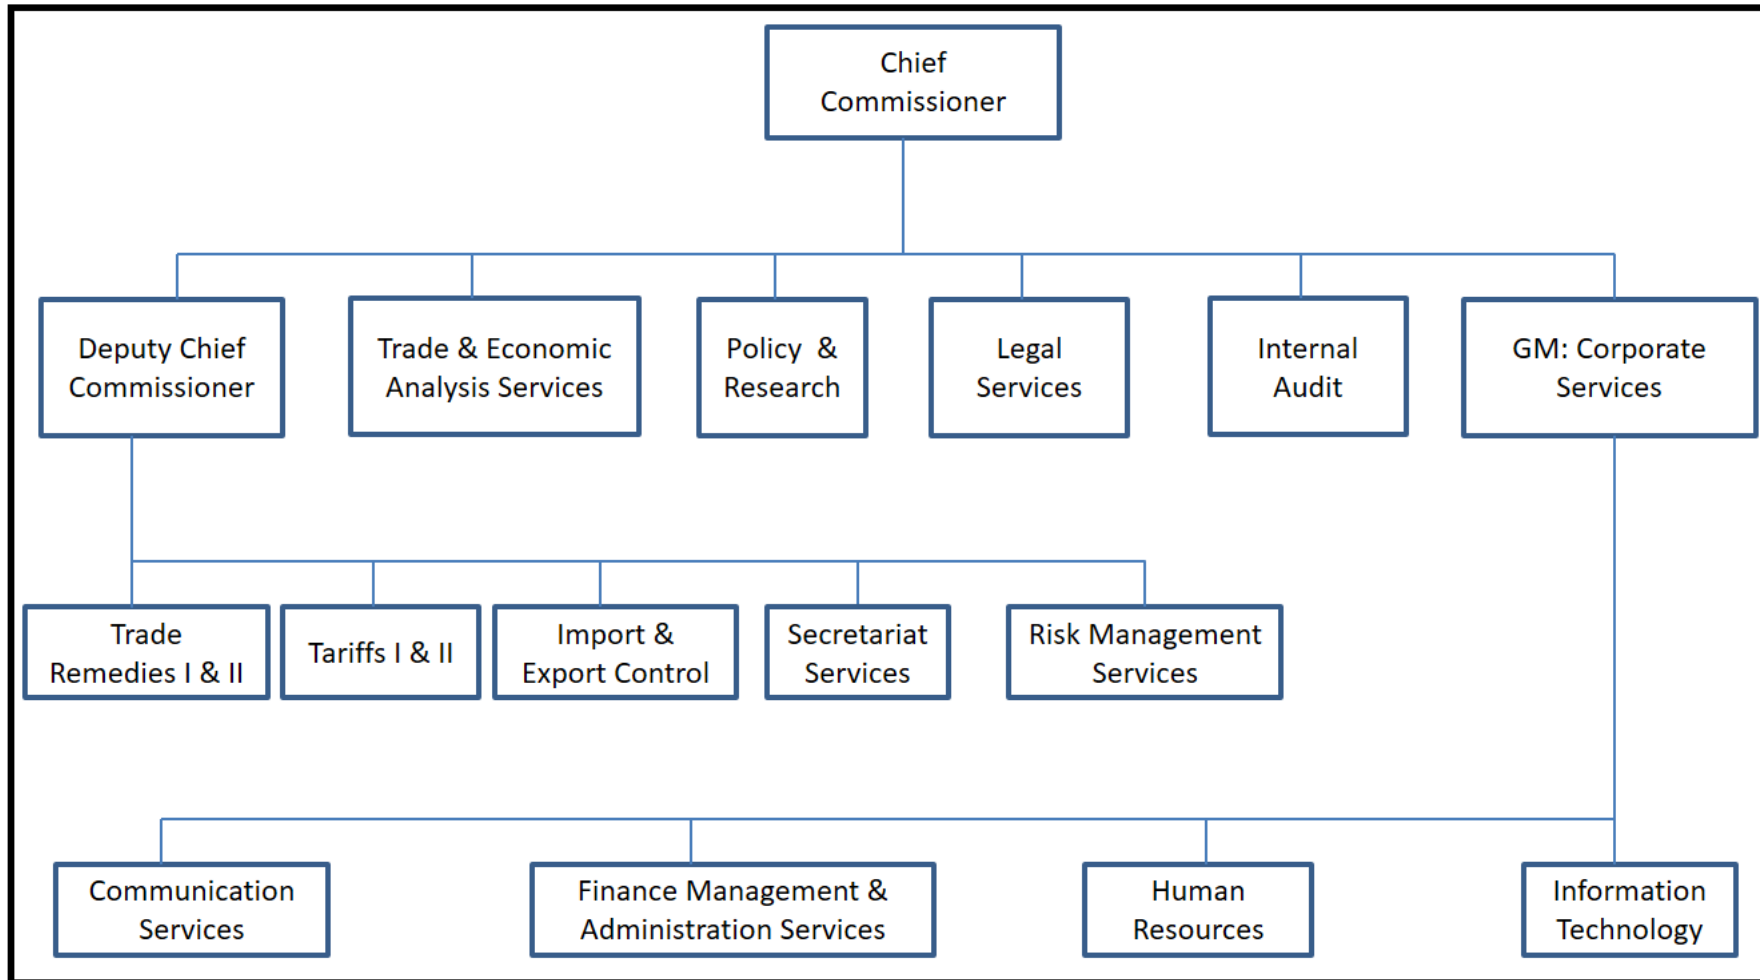 Chief
Commissioner
Deputy Chief
Commissioner
Trade & Economic
Analysis Services
Policy & 
Research
Legal
Services
Internal
Audit
GM: Corporate
Services
Trade
Remedies I & II
Tariffs I & II
Import &
Export Control
Secretariat
Services
Risk Management
Services
Communication
Services
Finance Management &
Administration Services
Human
Resources
Information
Technology